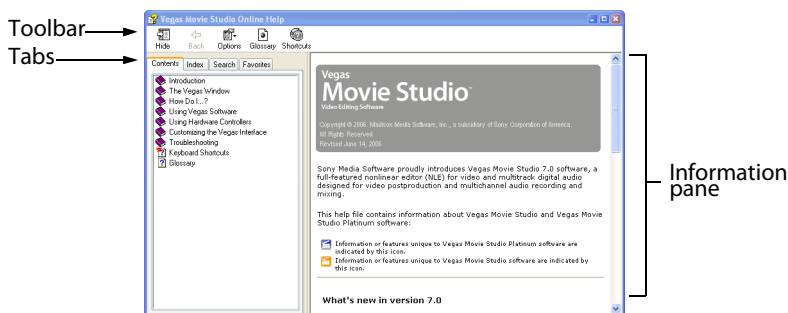 Vegas Movie Studio Online Help
Toolbar
Hide Back Options Glossary Shortcuts
Tabs
Contents Index Search Favorites
Introduction
The Vegas Window
How Do I...?
Using Vegas Software
Using Hardware Controllers
Customizing the Vegas Interface
Troubleshooting
Keyboard Shortcuts
Glossary
Vegas
Movie Studio™
Video Editing Software
Copyright © 2006. Madison Media Software, Inc., a subsidiary of Sony Corporation of America.
All Rights Reserved
Revised June 14, 2006
Sony Media Software proudly introduces Vegas Movie Studio 7.0 software, a
full-featured nonlinear editor (NLE) for video and multitrack digital audio
designed for video postproduction and multichannel audio recording and
mixing.
This help file contains information about Vegas Movie Studio and Vegas Movie
Studio Platinum software:
Information or features unique to Vegas Movie Studio Platinum software are
indicated by this icon.
Information or features unique to Vegas Movie Studio software are indicated by
this icon.
What's new in version 7.0
Information
pane